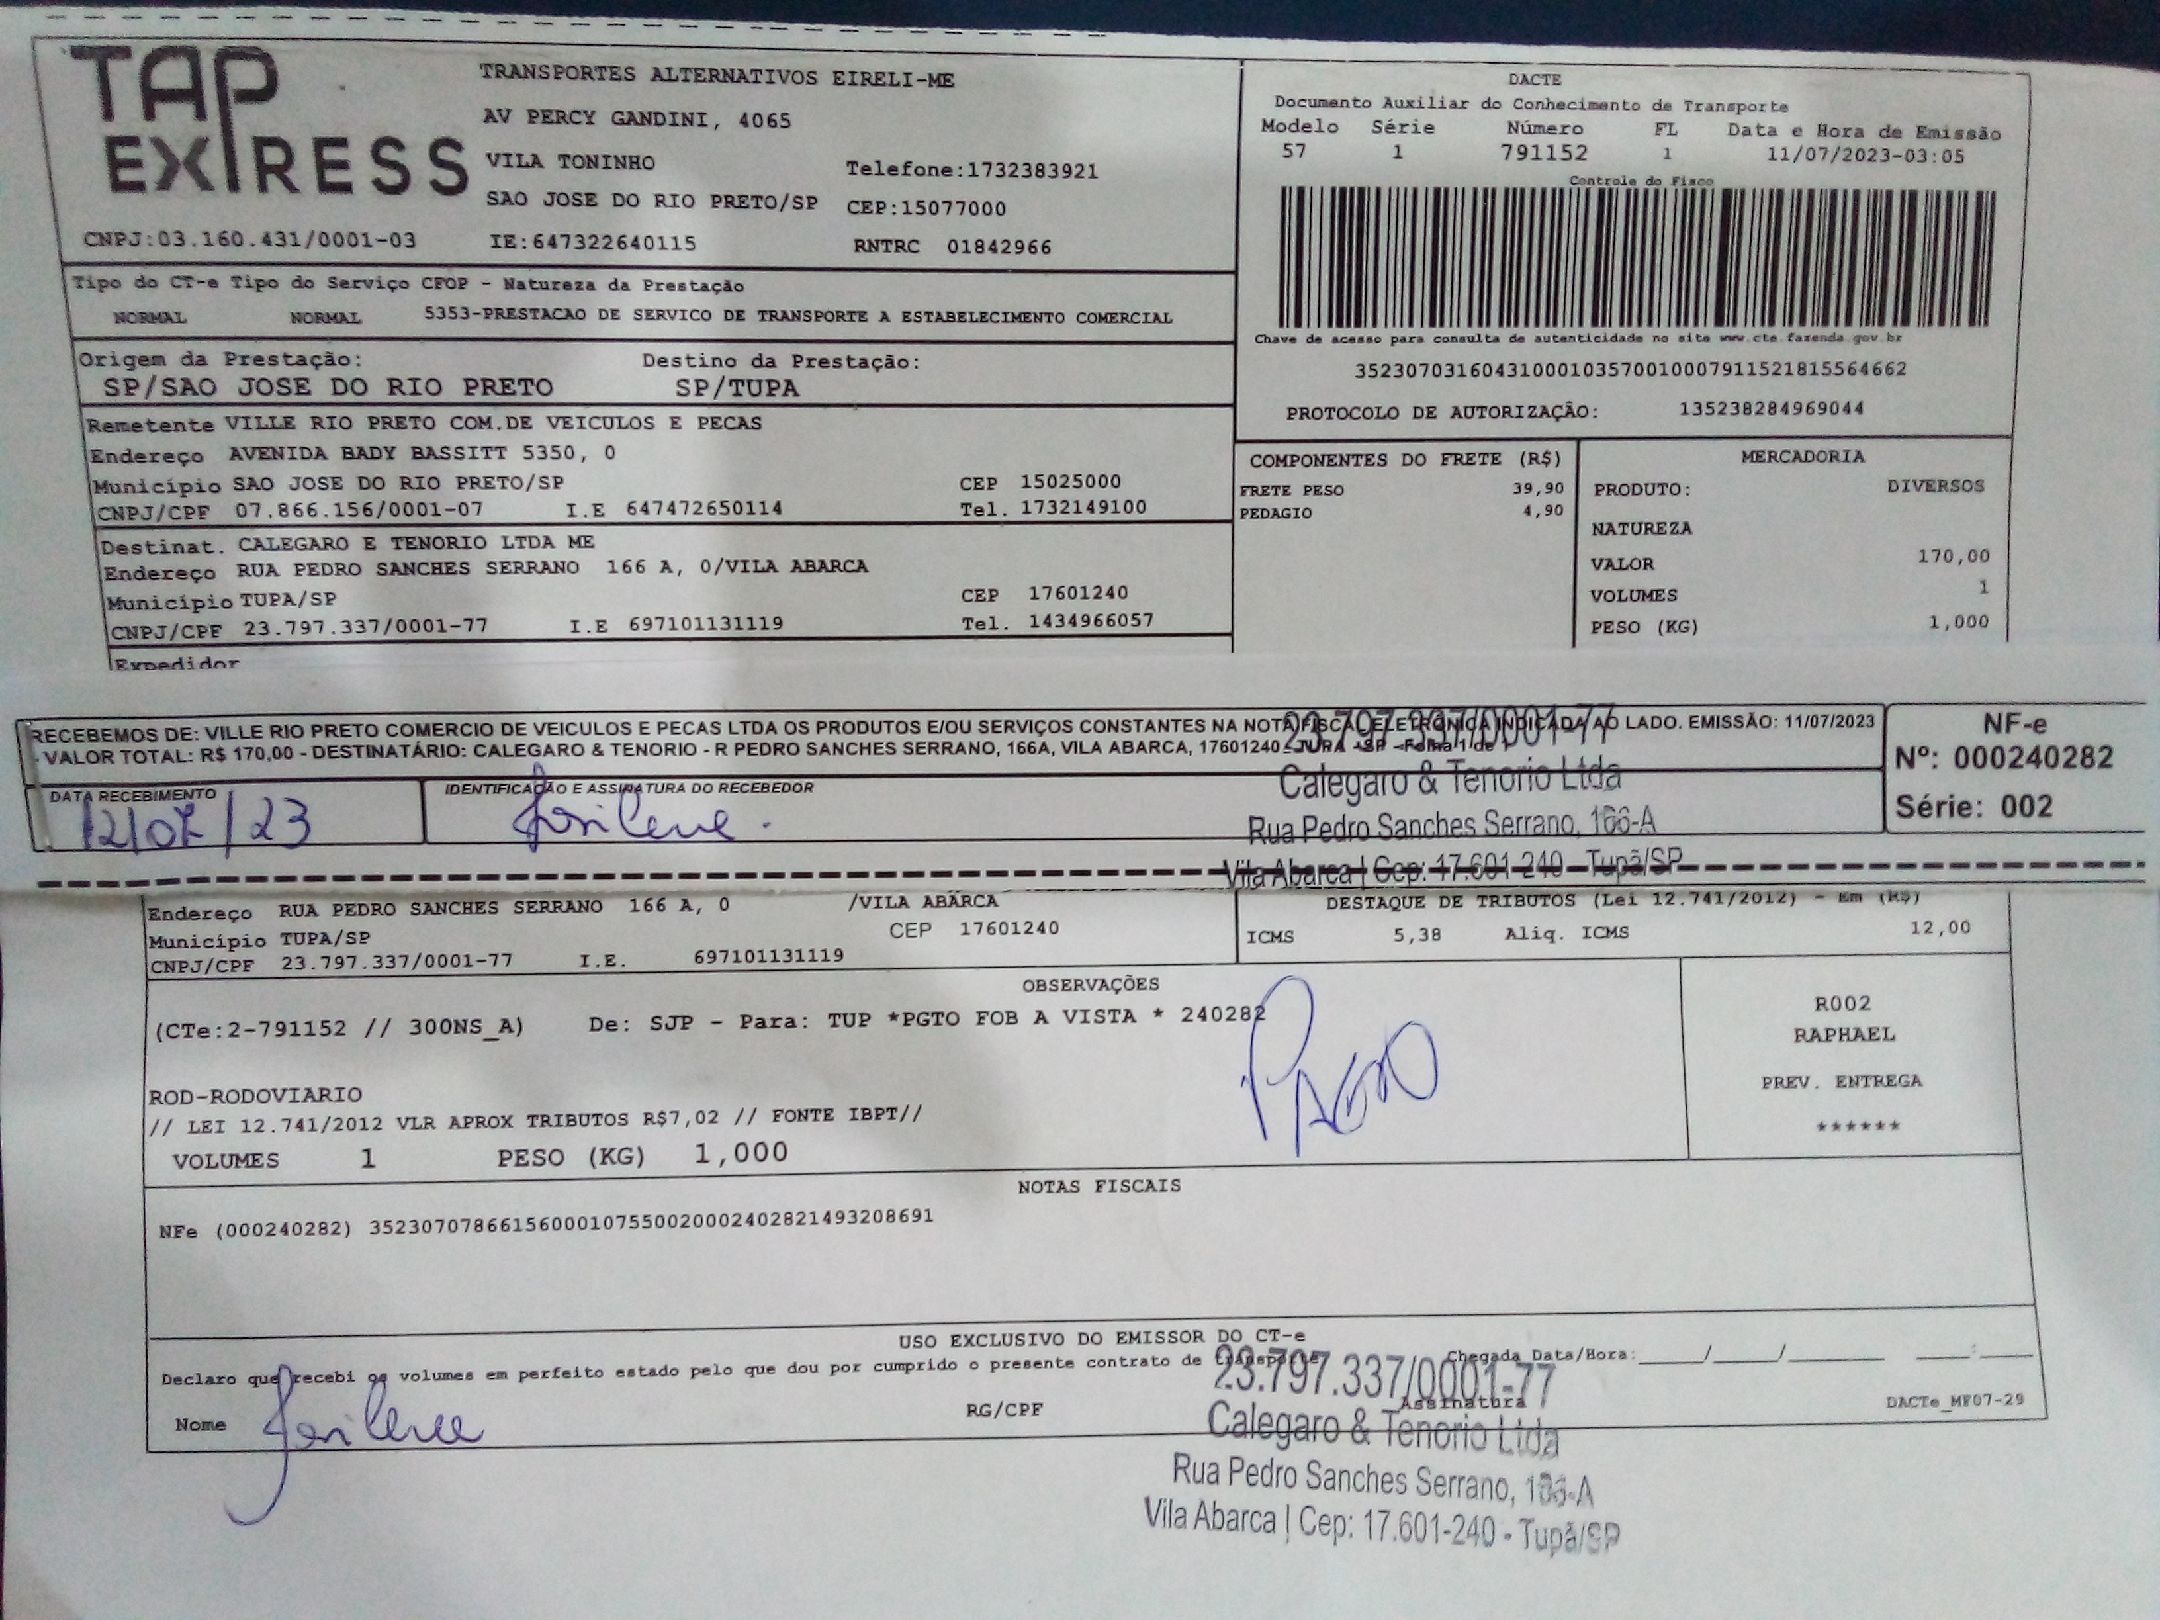 TAP EXPRESS
TRANSPORTES ALTERNATIVOS EIRELI-ME
AV PERCY GANDINI, 4065
VILA TONINHO Telefone:1732383921
SAO JOSE DO RIO PRETO/SP CEP:15077000
CNPJ:03.160.431/0001-03 IE:647322640115 RNTRC 01842966
DACTE
Documento Auxiliar do Conhecimento de Transporte
Modelo Série Número FL Data e Hora de Emissão
57 1 791152 1 11/07/2023-03:05
Controle do Fisco
Chave de acesso para consulta de autenticidade no site www.cte.fazenda.gov.br
35230703160431000103570010007911521815564662
PROTOCOLO DE AUTORIZAÇÃO: 135238284969044
Tipo do CT-e Tipo do Serviço CFOP - Natureza da Prestação
NORMAL NORMAL 5353-PRESTACAO DE SERVICO DE TRANSPORTE A ESTABELECIMENTO COMERCIAL
Origem da Prestação: Destino da Prestação:
SP/SAO JOSE DO RIO PRETO SP/TUPA
Remetente VILLE RIO PRETO COM.DE VEICULOS E PECAS
Endereço AVENIDA BADY BASSITT 5350, 0
Município SAO JOSE DO RIO PRETO/SP CEP 15025000
CNPJ/CPF 07.866.156/0001-07 I.E 647472650114 Tel. 1732149100
Destinat. CALEGARO E TENORIO LTDA ME
Endereço RUA PEDRO SANCHES SERRANO 166 A, 0/VILA ABARCA
Município TUPA/SP CEP 17601240
CNPJ/CPF 23.797.337/0001-77 I.E 697101131119 Tel. 1434966057
Expedidor
COMPONENTES DO FRETE (R$)
FRETE PESO 39,90
PEDAGIO 4,90
MERCADORIA
PRODUTO: DIVERSOS
NATUREZA
VALOR 170,00
VOLUMES 1
PESO (KG) 1,000
RECEBEMOS DE: VILLE RIO PRETO COMERCIO DE VEICULOS E PECAS LTDA OS PRODUTOS E/OU SERVIÇOS CONSTANTES NA NOTA FISCAL ELETRÔNICA INDICADA AO LADO. EMISSÃO: 11/07/2023
- VALOR TOTAL: R$ 170,00 - DESTINATÁRIO: CALEGARO & TENORIO - R PEDRO SANCHES SERRANO, 166A, VILA ABARCA, 17601240 - SP - Folha 1 de 1
DATA RECEBIMENTO IDENTIFICAÇÃO E ASSINATURA DO RECEBEDOR
12/07/23
NF-e
Nº: 000240282
Série: 002
23.797.337/0001-77
Calegaro & Tenorio Ltda
Rua Pedro Sanches Serrano, 166-A
Vila Abarca | Cep: 17.601-240 - Tupã/SP
Endereço RUA PEDRO SANCHES SERRANO 166 A, 0 /VILA ABARCA
Município TUPA/SP CEP 17601240
CNPJ/CPF 23.797.337/0001-77 I.E. 697101131119
DESTAQUE DE TRIBUTOS (Lei 12.741/2012) - Em (R$)
ICMS 5,38 Aliq. ICMS 12,00
OBSERVAÇÕES
(CTe:2-791152 // 300NS_A) De: SJP - Para: TUP *PGTO FOB A VISTA * 240282
PAGO
ROD-RODOVIARIO
// LEI 12.741/2012 VLR APROX TRIBUTOS R$7,02 // FONTE IBPT//
VOLUMES 1 PESO (KG) 1,000
R002
RAPHAEL
PREV. ENTREGA
******
NOTAS FISCAIS
NFe (000240282) 35230707866156000107550020002402821493208691
USO EXCLUSIVO DO EMISSOR DO CT-e
Declaro que recebi os volumes em perfeito estado pelo que dou por cumprido o presente contrato de transporte Chegada Data/Hora:____/____/______ ___:___
Nome RG/CPF Assinatura DACTe_MF07-29
23.797.337/0001-77
Calegaro & Tenorio Ltda
Rua Pedro Sanches Serrano, 166-A
Vila Abarca | Cep: 17.601-240 - Tupã/SP